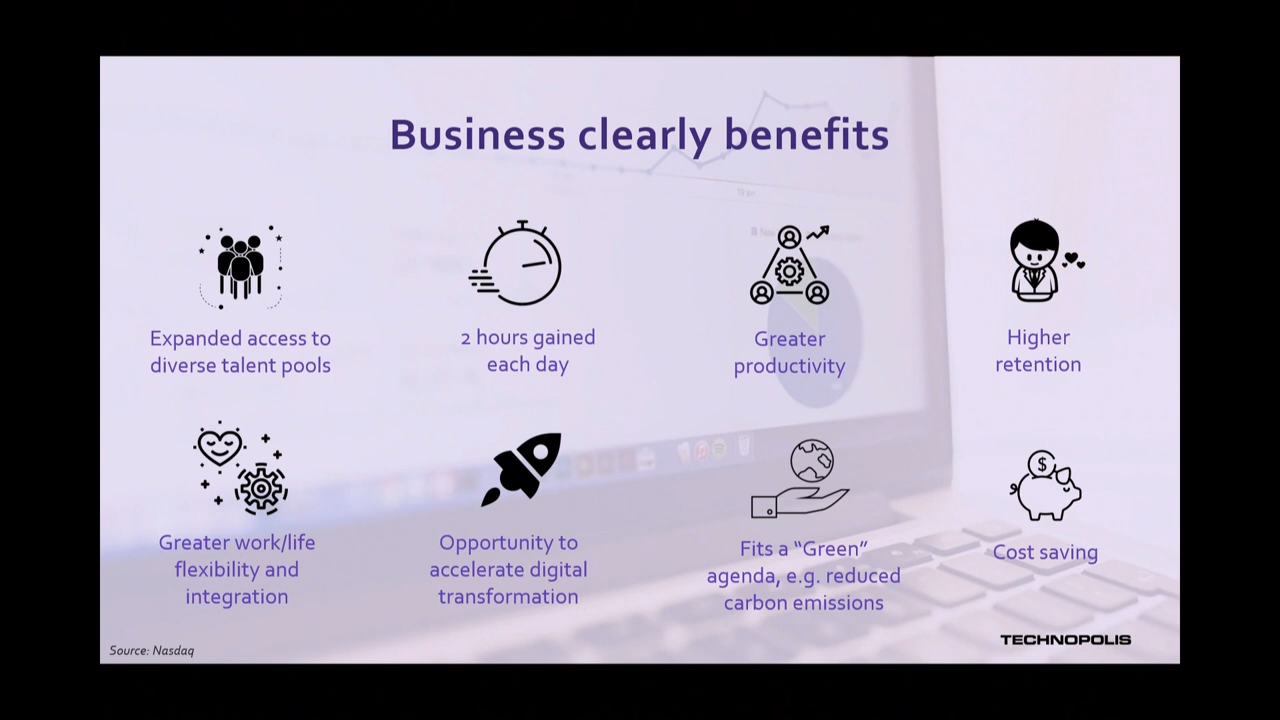 Business clearly benefits
Expanded access to
diverse talent pools
2 hours gained
each day
Greater
productivity
Higher
retention
Greater work/life
flexibility and
integration
Opportunity to
accelerate digital
transformation
Fits a “Green”
agenda, e.g. reduced
carbon emissions
$
Cost saving
Source: Nasdaq
TECHNOPOLIS